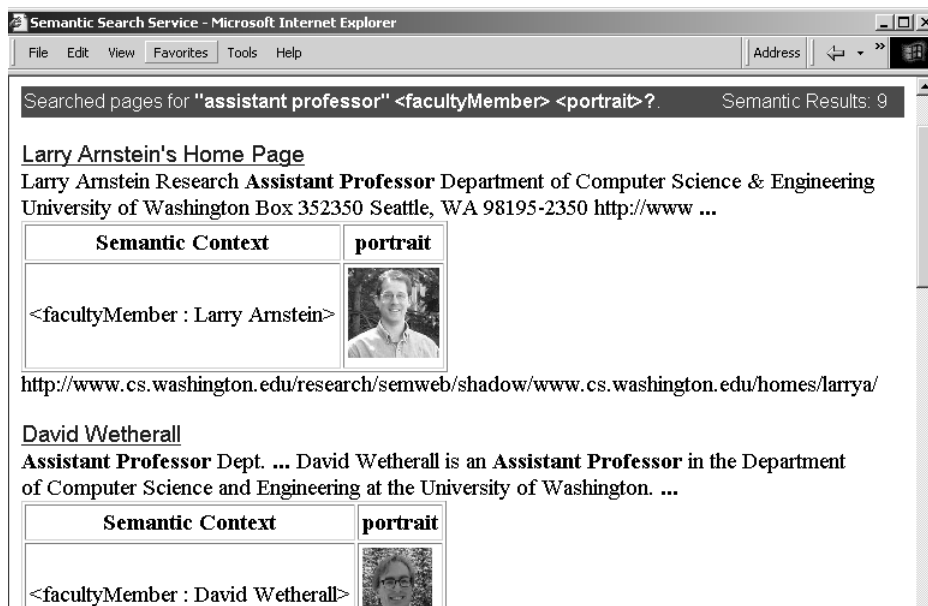 Semantic Search Service - Microsoft Internet Explorer
File Edit View Favorites Tools Help Address »
Searched pages for "assistant professor" <facultyMember> <portrait>?. Semantic Results: 9
Larry Arnstein's Home Page
Larry Arnstein Research Assistant Professor Department of Computer Science & Engineering
University of Washington Box 352350 Seattle, WA 98195-2350 http://www ...
Semantic Context portrait
<facultyMember : Larry Arnstein>
http://www.cs.washington.edu/research/semweb/shadow/www.cs.washington.edu/homes/larrya/
David Wetherall
Assistant Professor Dept. ... David Wetherall is an Assistant Professor in the Department
of Computer Science and Engineering at the University of Washington. ...
Semantic Context portrait
<facultyMember : David Wetherall>